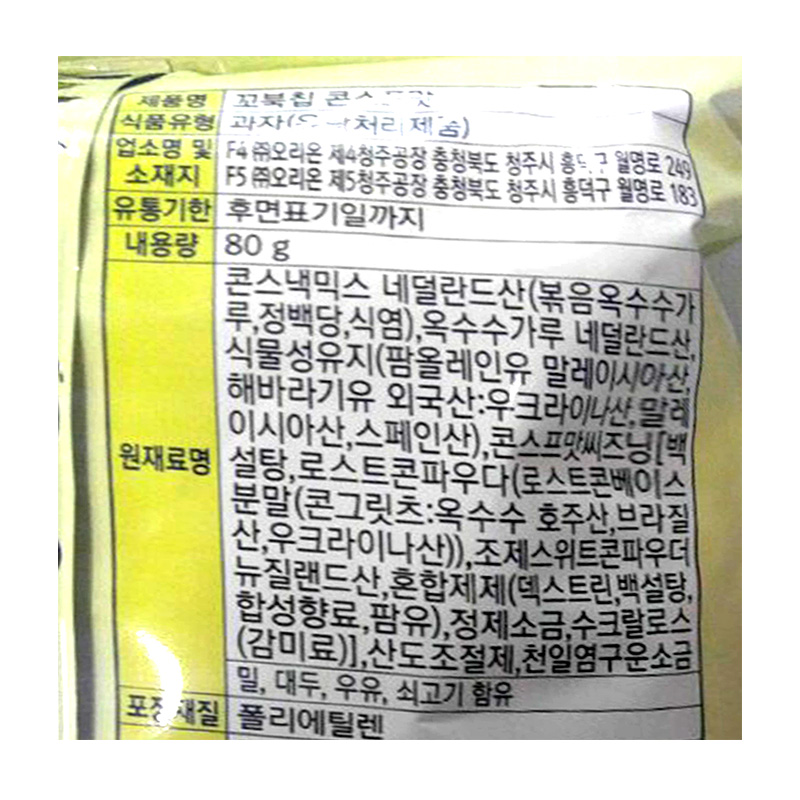 제품명 꼬북칩 콘스프맛
식품유형 과자(유탕처리제품)
업소명 및 소재지
F4 ㈜오리온 제4청주공장 충청북도 청주시 흥덕구 월명로 249
F5 ㈜오리온 제5청주공장 충청북도 청주시 흥덕구 월명로 183
유통기한 후면표기일까지
내용량 80 g
원재료명
콘스낵믹스 네덜란드산(볶음옥수수가
루,정백당,식염),옥수수가루 네덜란드산,
식물성유지(팜올레인유 말레이시아산,
해바라기유 외국산:우크라이나산,말레
이시아산,스페인산),콘스프맛씨즈닝[백
설탕,로스트콘파우다(로스트콘베이스
분말(콘그릿츠:옥수수 호주산,브라질
산,우크라이나산)),조제스위트콘파우더
뉴질랜드산,혼합제제(덱스트린,백설탕,
합성향료,팜유),정제소금,수크랄로스
(감미료)],산도조절제,천일염구운소금
밀, 대두, 우유, 쇠고기 함유
포장재질 폴리에틸렌